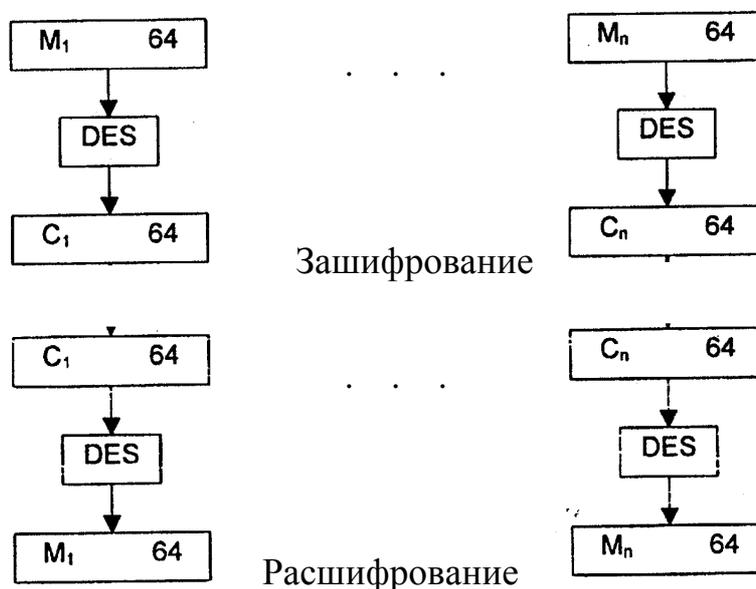 M₁ 64 Mₙ 64
. . .
DES DES
C₁ 64 Cₙ 64
Зашифрование
C₁ 64 Cₙ 64
. . .
DES DES
M₁ 64 Mₙ 64
Расшифрование